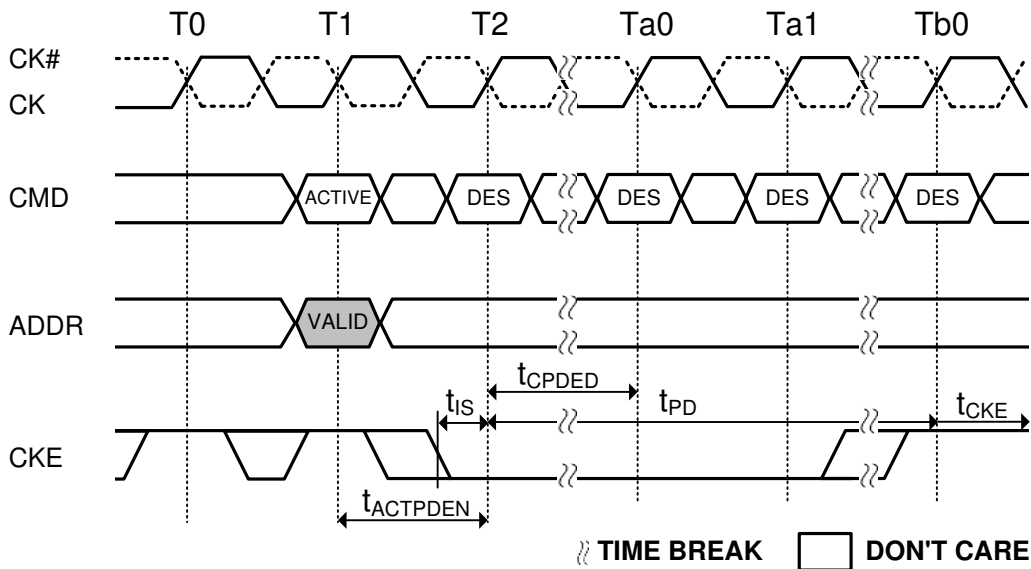 T0 T1 T2 Ta0 Ta1 Tb0
CK#
CK
CMD ACTIVE DES DES DES DES
ADDR VALID
tCPDED
tIS tPD tCKE
CKE
tACTPDEN
TIME BREAK DON'T CARE